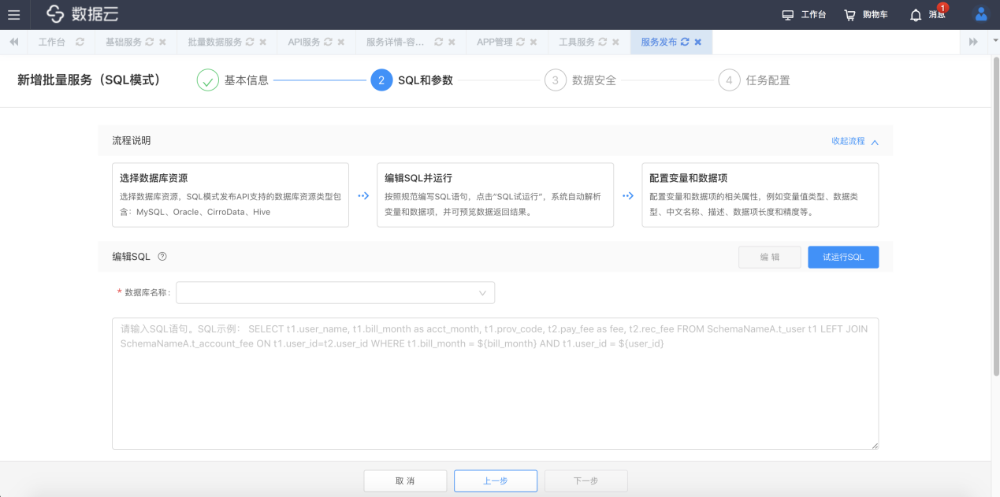 数据云
工作台
购物车
消息
1
工作台
基础服务
批量数据服务
API服务
服务详情-容...
APP管理
工具服务
服务发布
新增批量服务（SQL模式）
基本信息
2 SQL和参数
3 数据安全
4 任务配置
流程说明
收起流程
选择数据库资源
选择数据库资源，SQL模式发布API支持的数据库资源类型包
含：MySQL、Oracle、CirroData、Hive
编辑SQL并运行
按照规范编写SQL语句，点击“SQL试运行”，系统自动解析
变量和数据项，并可预览数据返回结果。
配置变量和数据项
配置变量和数据项的相关属性，例如变量值类型、数据类
型、中文名称、描述、数据项长度和精度等。
编辑SQL
编 辑
试运行SQL
* 数据库名称：
请输入SQL语句。SQL示例： SELECT t1.user_name, t1.bill_month as acct_month, t1.prov_code, t2.pay_fee as fee, t2.rec_fee FROM SchemaNameA.t_user t1 LEFT JOIN
SchemaNameA.t_account_fee ON t1.user_id=t2.user_id WHERE t1.bill_month = ${bill_month} AND t1.user_id = ${user_id}
取 消
上一步
下一步